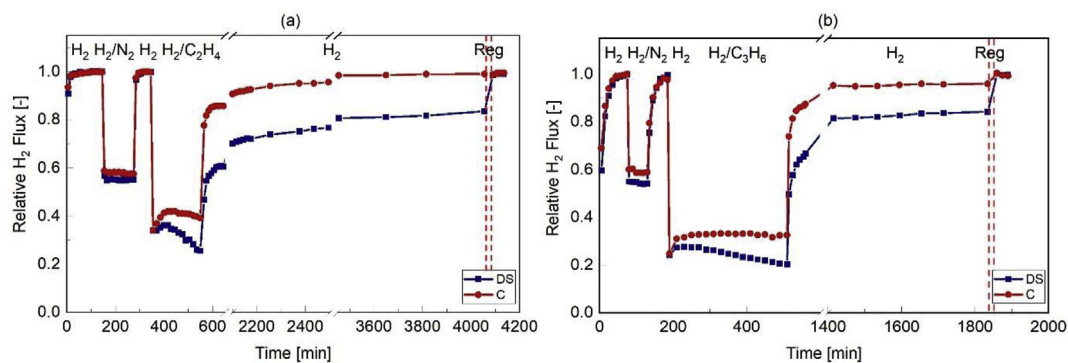 (a)
H₂ H₂/N₂ H₂ H₂/C₂H₄ H₂ Reg
1.0
0.8
0.6
0.4
0.2
0.0
Relative H₂ Flux [-]
DS
C
0 200 400 600 2200 2400 3600 3800 4000 4200
Time [min]
(b)
H₂ H₂/N₂ H₂ H₂/C₃H₆ H₂ Reg
1.0
0.8
0.6
0.4
0.2
0.0
Relative H₂ Flux [-]
DS
C
0 200 400 1400 1600 1800 2000
Time [min]